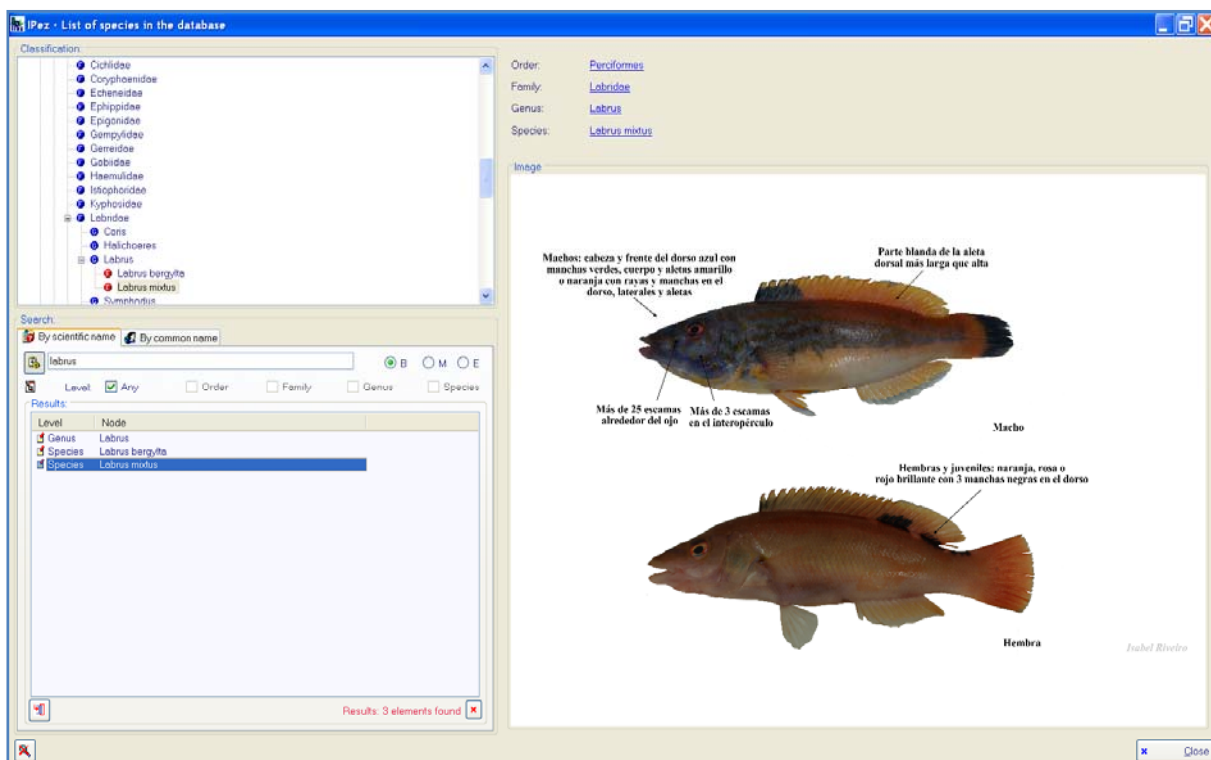 IPez - List of species in the database
Classification:
Cichlidae
Coryphaenidae
Echeneidae
Ephippidae
Epigonidae
Gempylidae
Gerreidae
Gobiidae
Haemulidae
Istiophoridae
Kyphosidae
Labridae
Coris
Halichoeres
Labrus
Labrus bergylta
Labrus mixtus
Symphodus
Search:
By scientific name
By common name
labrus
B
M
E
Level:
Any
Order
Family
Genus
Species
Results:
Level Node
Genus Labrus
Species Labrus bergylta
Species Labrus mixtus
Results: 3 elements found
Order: Perciformes
Family: Labridae
Genus: Labrus
Species: Labrus mixtus
Image
Machos: cabeza y frente del dorso azul con
manchas verdes, cuerpo y aletas amarillo
o naranja con rayas y manchas en el
dorso, laterales y aletas
Parte blanda de la aleta
dorsal más larga que alta
Más de 25 escamas
alrededor del ojo
Más de 3 escamas
en el interopérculo
Macho
Hembras y juveniles: naranja, rosa o
rojo brillante con 3 manchas negras en el dorso
Hembra
Isabel Riveiro
Close